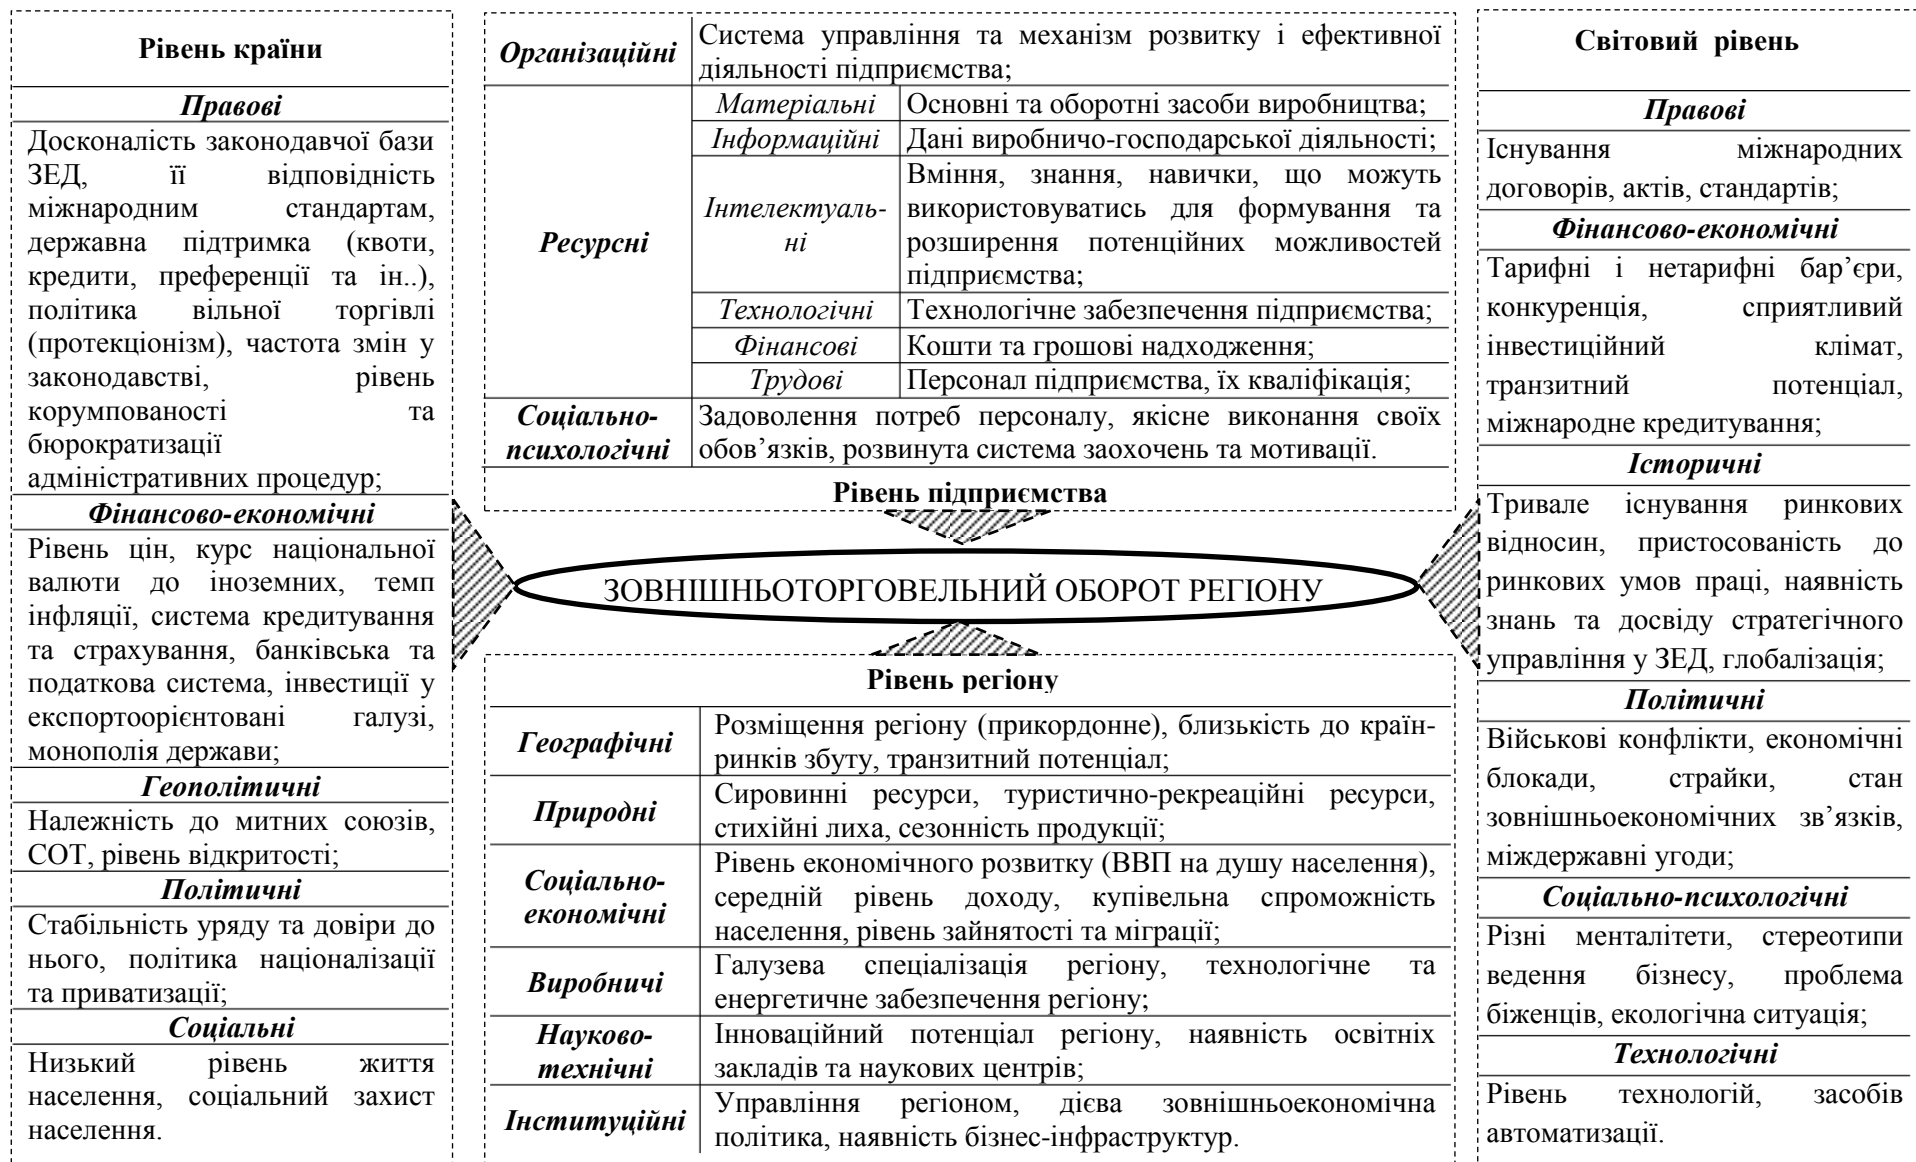 Рівень країни
Правові
Досконалість законодавчої бази
ЗЕД, її відповідність
міжнародним стандартам,
державна підтримка (квоти,
кредити, преференції та ін..),
політика вільної торгівлі
(протекціонізм), частота змін у
законодавстві, рівень
корумпованості та
бюрократизації
адміністративних процедур;
Фінансово-економічні
Рівень цін, курс національної
валюти до іноземних, темп
інфляції, система кредитування
та страхування, банківська та
податкова система, інвестиції у
експортоорієнтовані галузі,
монополія держави;
Геополітичні
Належність до митних союзів,
СОТ, рівень відкритості;
Політичні
Стабільність уряду та довіри до
нього, політика націоналізації
та приватизації;
Соціальні
Низький рівень життя
населення, соціальний захист
населення.
Організаційні
Система управління та механізм розвитку і ефективної
діяльності підприємства;
Ресурсні
Матеріальні
Основні та оборотні засоби виробництва;
Інформаційні
Дані виробничо-господарської діяльності;
Інтелектуаль-
ні
Вміння, знання, навички, що можуть
використовуватись для формування та
розширення потенційних можливостей
підприємства;
Технологічні
Технологічне забезпечення підприємства;
Фінансові
Кошти та грошові надходження;
Трудові
Персонал підприємства, їх кваліфікація;
Соціально-
психологічні
Задоволення потреб персоналу, якісне виконання своїх
обов’язків, розвинута система заохочень та мотивації.
Рівень підприємства
ЗОВНІШНЬОТОРГОВЕЛЬНИЙ ОБОРОТ РЕГІОНУ
Рівень регіону
Географічні
Розміщення регіону (прикордонне), близькість до країн-
ринків збуту, транзитний потенціал;
Природні
Сировинні ресурси, туристично-рекреаційні ресурси,
стихійні лиха, сезонність продукції;
Соціально-
економічні
Рівень економічного розвитку (ВВП на душу населення),
середній рівень доходу, купівельна спроможність
населення, рівень зайнятості та міграції;
Виробничі
Галузева спеціалізація регіону, технологічне та
енергетичне забезпечення регіону;
Науково-
технічні
Інноваційний потенціал регіону, наявність освітніх
закладів та наукових центрів;
Інституційні
Управління регіоном, дієва зовнішньоекономічна
політика, наявність бізнес-інфраструктур.
Світовий рівень
Правові
Існування міжнародних
договорів, актів, стандартів;
Фінансово-економічні
Тарифні і нетарифні бар’єри,
конкуренція, сприятливий
інвестиційний клімат,
транзитний потенціал,
міжнародне кредитування;
Історичні
Тривале існування ринкових
відносин, пристосованість до
ринкових умов праці, наявність
знань та досвіду стратегічного
управління у ЗЕД, глобалізація;
Політичні
Військові конфлікти, економічні
блокади, страйки, стан
зовнішньоекономічних зв’язків,
міждержавні угоди;
Соціально-психологічні
Різні менталітети, стереотипи
ведення бізнесу, проблема
біженців, екологічна ситуація;
Технологічні
Рівень технологій, засобів
автоматизації.